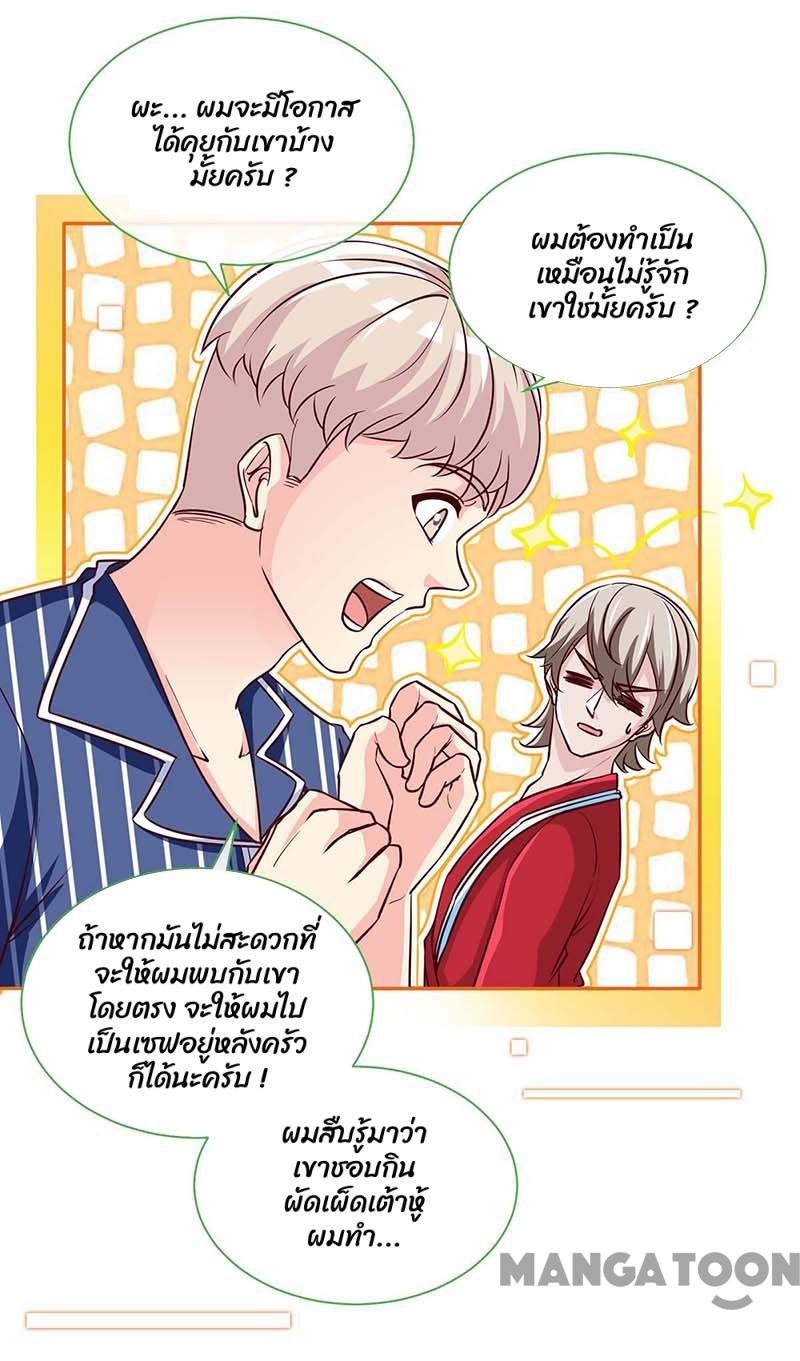 ผะ... ผมจะมีโอกาส
ได้คุยกับเขาบ้าง
มั้ยครับ ?
ผมต้องทำเป็น
เหมือนไม่รู้จัก
เขาใช่มั้ยครับ ?
ถ้าหากมันไม่สะดวกที่
จะให้ผมพบกับเขา
โดยตรง จะให้ผมไป
เป็นเชฟอยู่หลังครัว
ก็ได้นะครับ !
ผมสืบรู้มาว่า
เขาชอบกิน
ผัดเผ็ดเต้าหู้
ผมทำ...
MANGA TOON